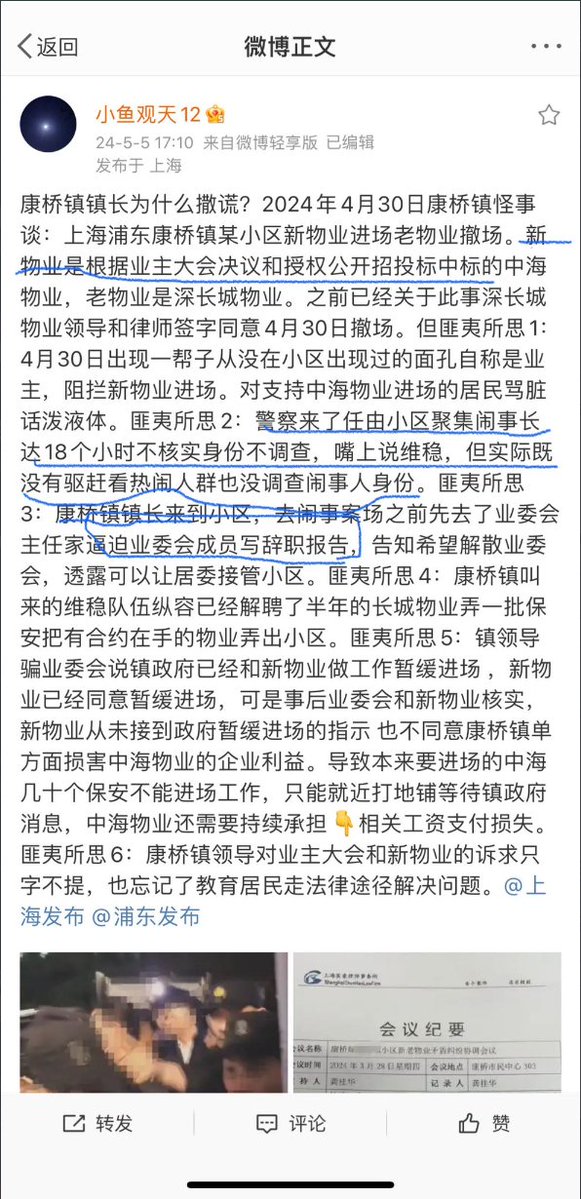 返回
微博正文
小鱼观天12
24-5-5 17:10 来自微博轻享版 已编辑
发布于 上海
康桥镇镇长为什么撒谎？2024年4月30日康桥镇怪事
谈：上海浦东康桥镇某小区新物业进场老物业撤场。新
物业是根据业主大会决议和授权公开招投标中标的中海
物业，老物业是深长城物业。之前已经关于此事深长城
物业领导和律师签字同意4月30日撤场。但匪夷所思1：
4月30日出现一帮子从没在小区出现过的面孔自称是业
主，阻拦新物业进场。对支持中海物业进场的居民骂脏
话泼液体。匪夷所思2：警察来了任由小区聚集闹事长
达18个小时不核实身份不调查，嘴上说维稳，但实际既
没有驱赶看热闹人群也没调查闹事人身份。匪夷所思
3：康桥镇镇长来到小区，去闹事案场之前先去了业委会
主任家逼迫业委会成员写辞职报告，告知希望解散业委
会，透露可以让居委接管小区。匪夷所思4：康桥镇叫
来的维稳队伍纵容已经解聘了半年的长城物业弄一批保
安把有合约在手的物业弄出小区。匪夷所思5：镇领导
骗业委会说镇政府已经和新物业做工作暂缓进场，新物
业已经同意暂缓进场，可是事后业委会和新物业核实，
新物业从未接到政府暂缓进场的指示 也不同意康桥镇单
方面损害中海物业的企业利益。导致本来要进场的中海
几十个保安不能进场工作，只能就近打地铺等待镇政府
消息，中海物业还需要持续承担👇相关工资支付损失。
匪夷所思6：康桥镇领导对业主大会和新物业的诉求只
字不提，也忘记了教育居民走法律途径解决问题。@上
海发布 @浦东发布
会议纪要
会议名称 康桥 小区新老物业矛盾纠纷协调会议
会议时间 2024年3月28日星期四 会议地点 康桥市民中心303
持人 龚桂华 记录人 龚桂华
转发
评论
赞